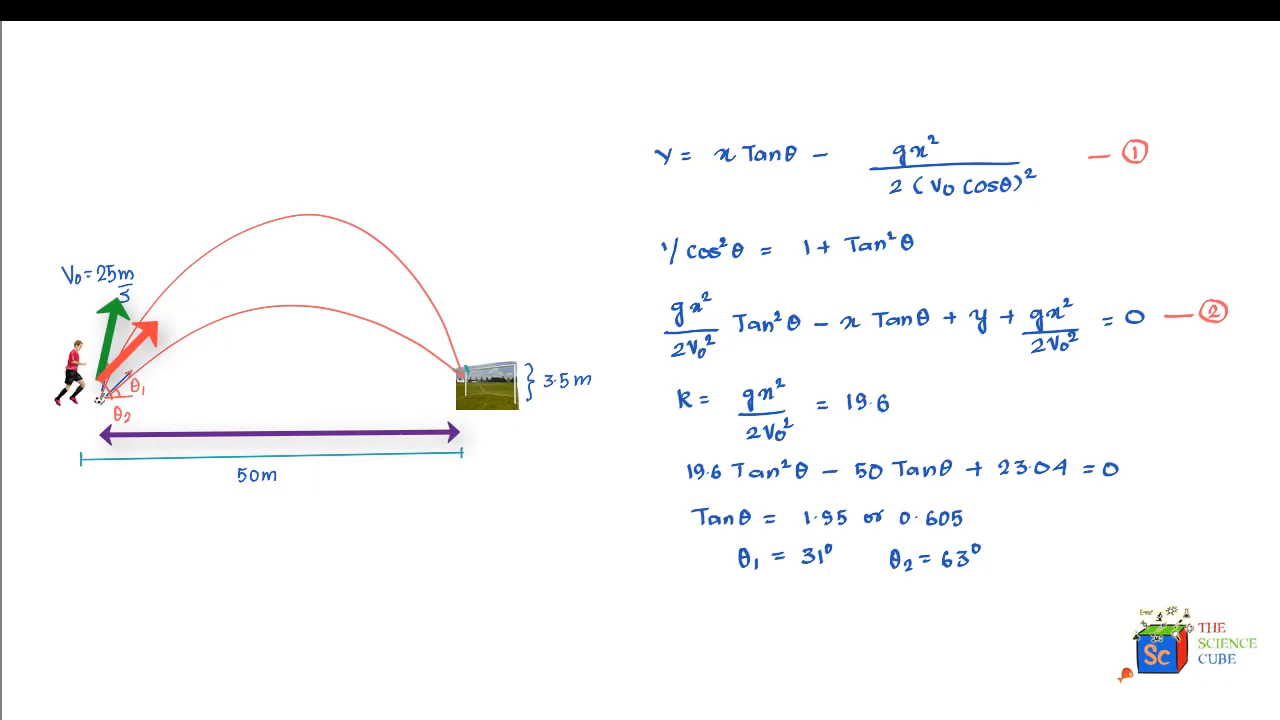 V₀ = 25 m/s
θ₁
θ₂
} 3.5m
50m
Y = x Tanθ − gx² / 2 (V₀ cosθ)² — ①
1/cos²θ = 1 + Tan²θ
gx²/2V₀² Tan²θ − x Tanθ + y + gx²/2V₀² = 0 — ②
K = gx²/2V₀² = 19.6
19.6 Tan²θ − 50 Tanθ + 23.04 = 0
Tanθ = 1.95 or 0.605
θ₁ = 31° θ₂ = 63°
Sc
THE
SCIENCE
CUBE